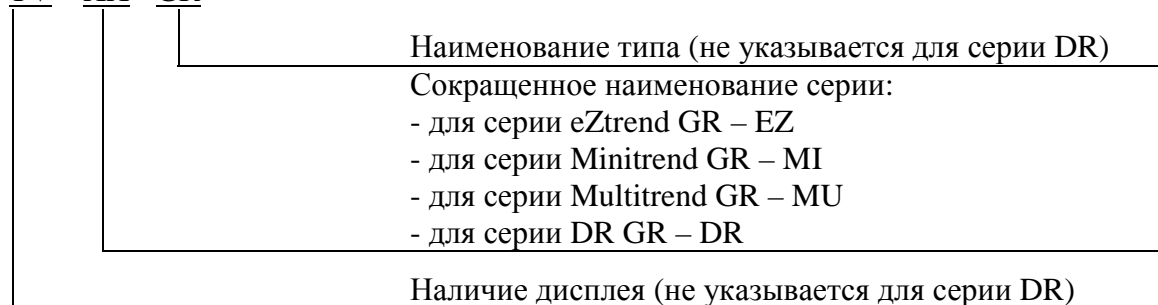 Наименование типа (не указывается для серии DR)
Сокращенное наименование серии:
- для серии eZtrend GR – EZ
- для серии Minitrend GR – MI
- для серии Multitrend GR – MU
- для серии DR GR – DR
Наличие дисплея (не указывается для серии DR)